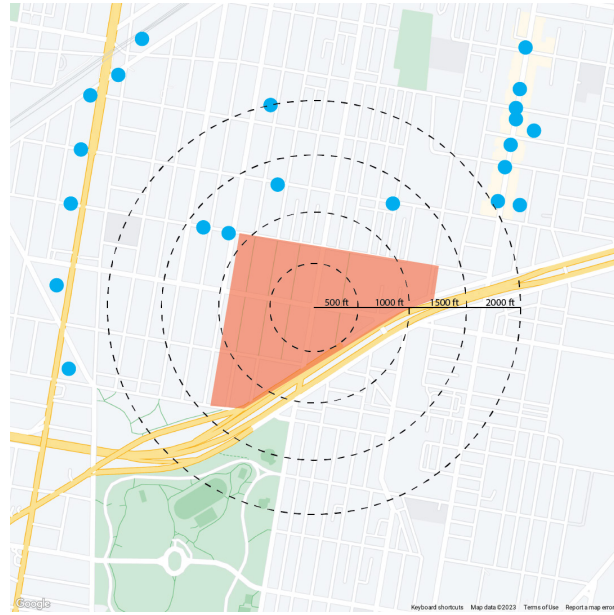 500 ft 1000 ft 1500 ft 2000 ft
Google
Keyboard shortcuts Map data ©2023 Terms of Use Report a map erro